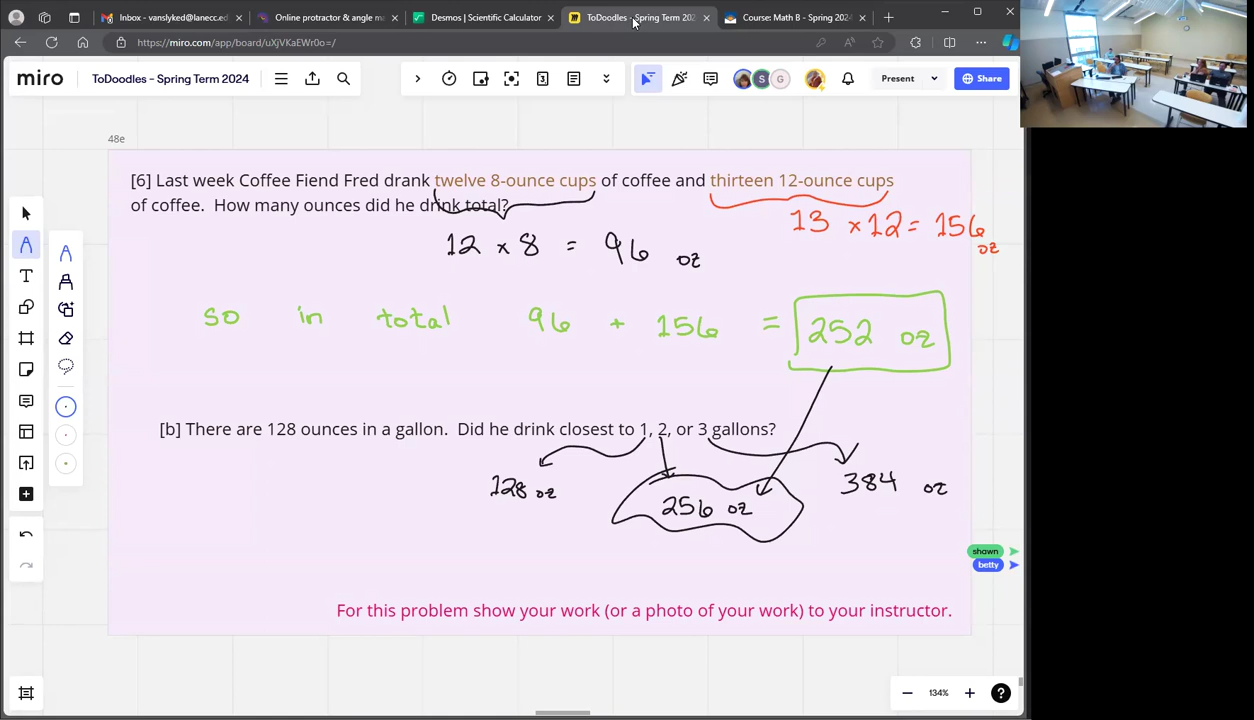 Inbox - vanslyked@lanecc.ed
Online protractor & angle m
Desmos | Scientific Calculator
ToDoodles - Spring Term 202
Course: Math B - Spring 202
https://miro.com/app/board/uXjVKaEWr0o=/
miro
ToDoodles - Spring Term 2024
Present
Share
S
G
3
48e
[6] Last week Coffee Fiend Fred drank twelve 8-ounce cups of coffee and thirteen 12-ounce cups
of coffee. How many ounces did he drink total?
13 × 12 = 156 oz
12 × 8 = 96 oz
so in total 96 + 156 = 252 oz
[b] There are 128 ounces in a gallon. Did he drink closest to 1, 2, or 3 gallons?
128 oz
256 oz
384 oz
shawn
betty
For this problem show your work (or a photo of your work) to your instructor.
134%